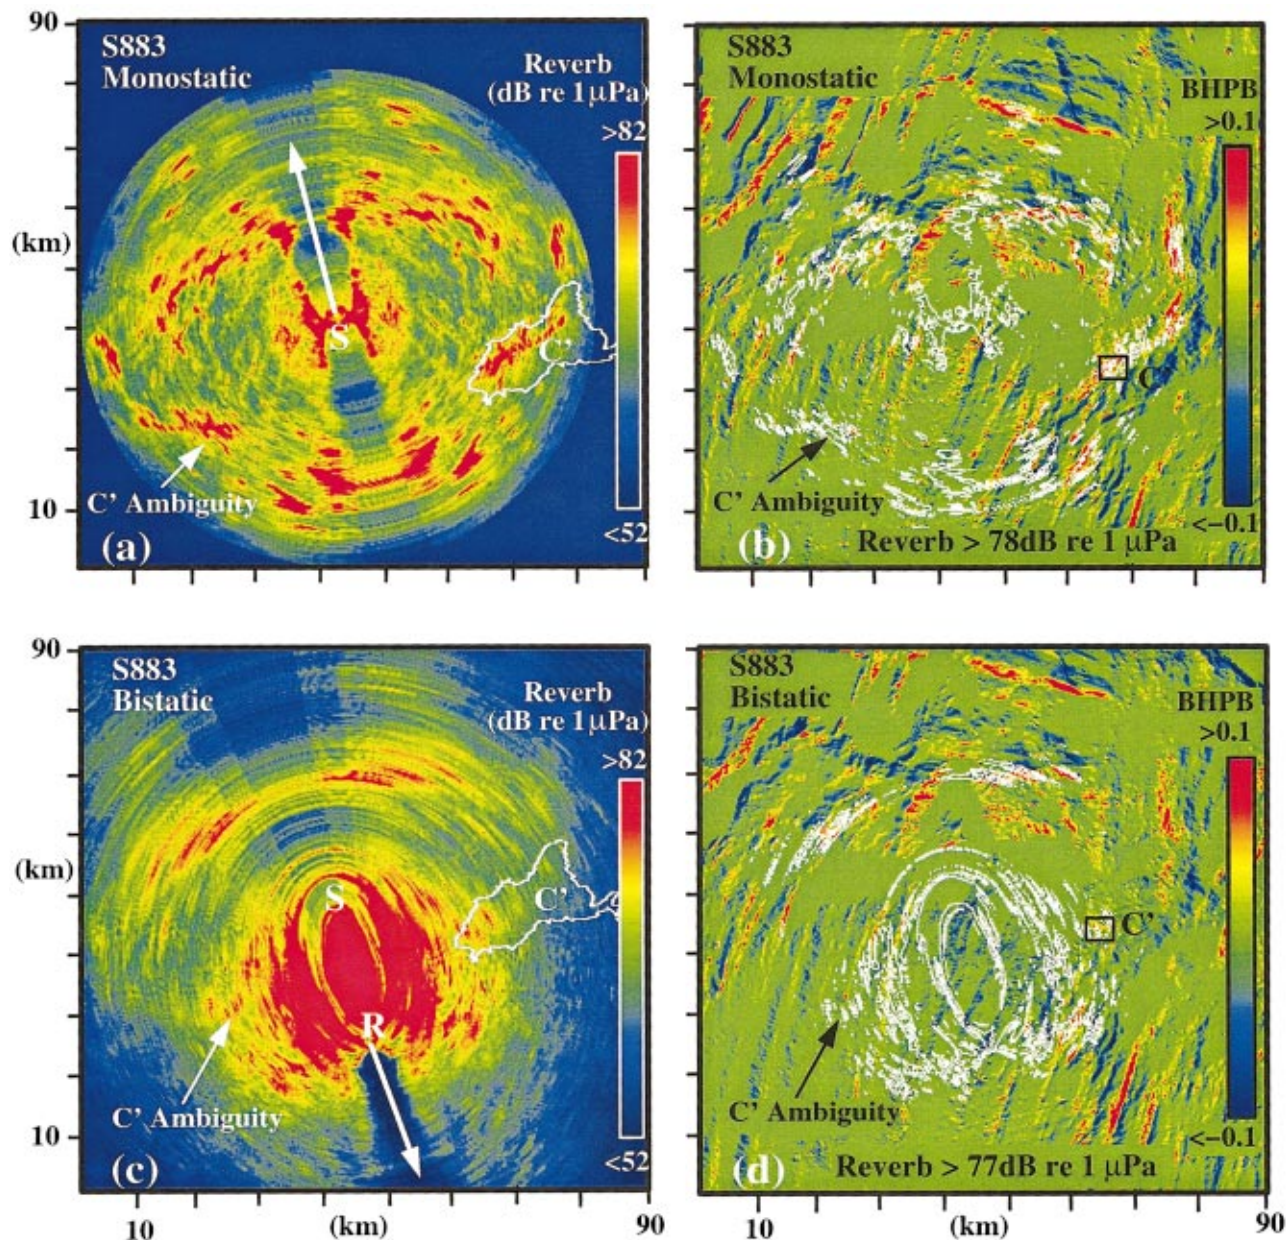 90
S883
Monostatic
Reverb
(dB re 1µPa)
>82
(km)
S
C'
C' Ambiguity
10
(a)
<52
S883
Monostatic
BHPB
>0.1
C'
C' Ambiguity
<-0.1
(b)
Reverb > 78dB re 1 µPa
90
S883
Bistatic
Reverb
(dB re 1µPa)
>82
(km)
S
C'
R
C' Ambiguity
10
(c)
<52
10
(km)
90
S883
Bistatic
BHPB
>0.1
C'
C' Ambiguity
<-0.1
(d)
Reverb > 77dB re 1 µPa
10
(km)
90